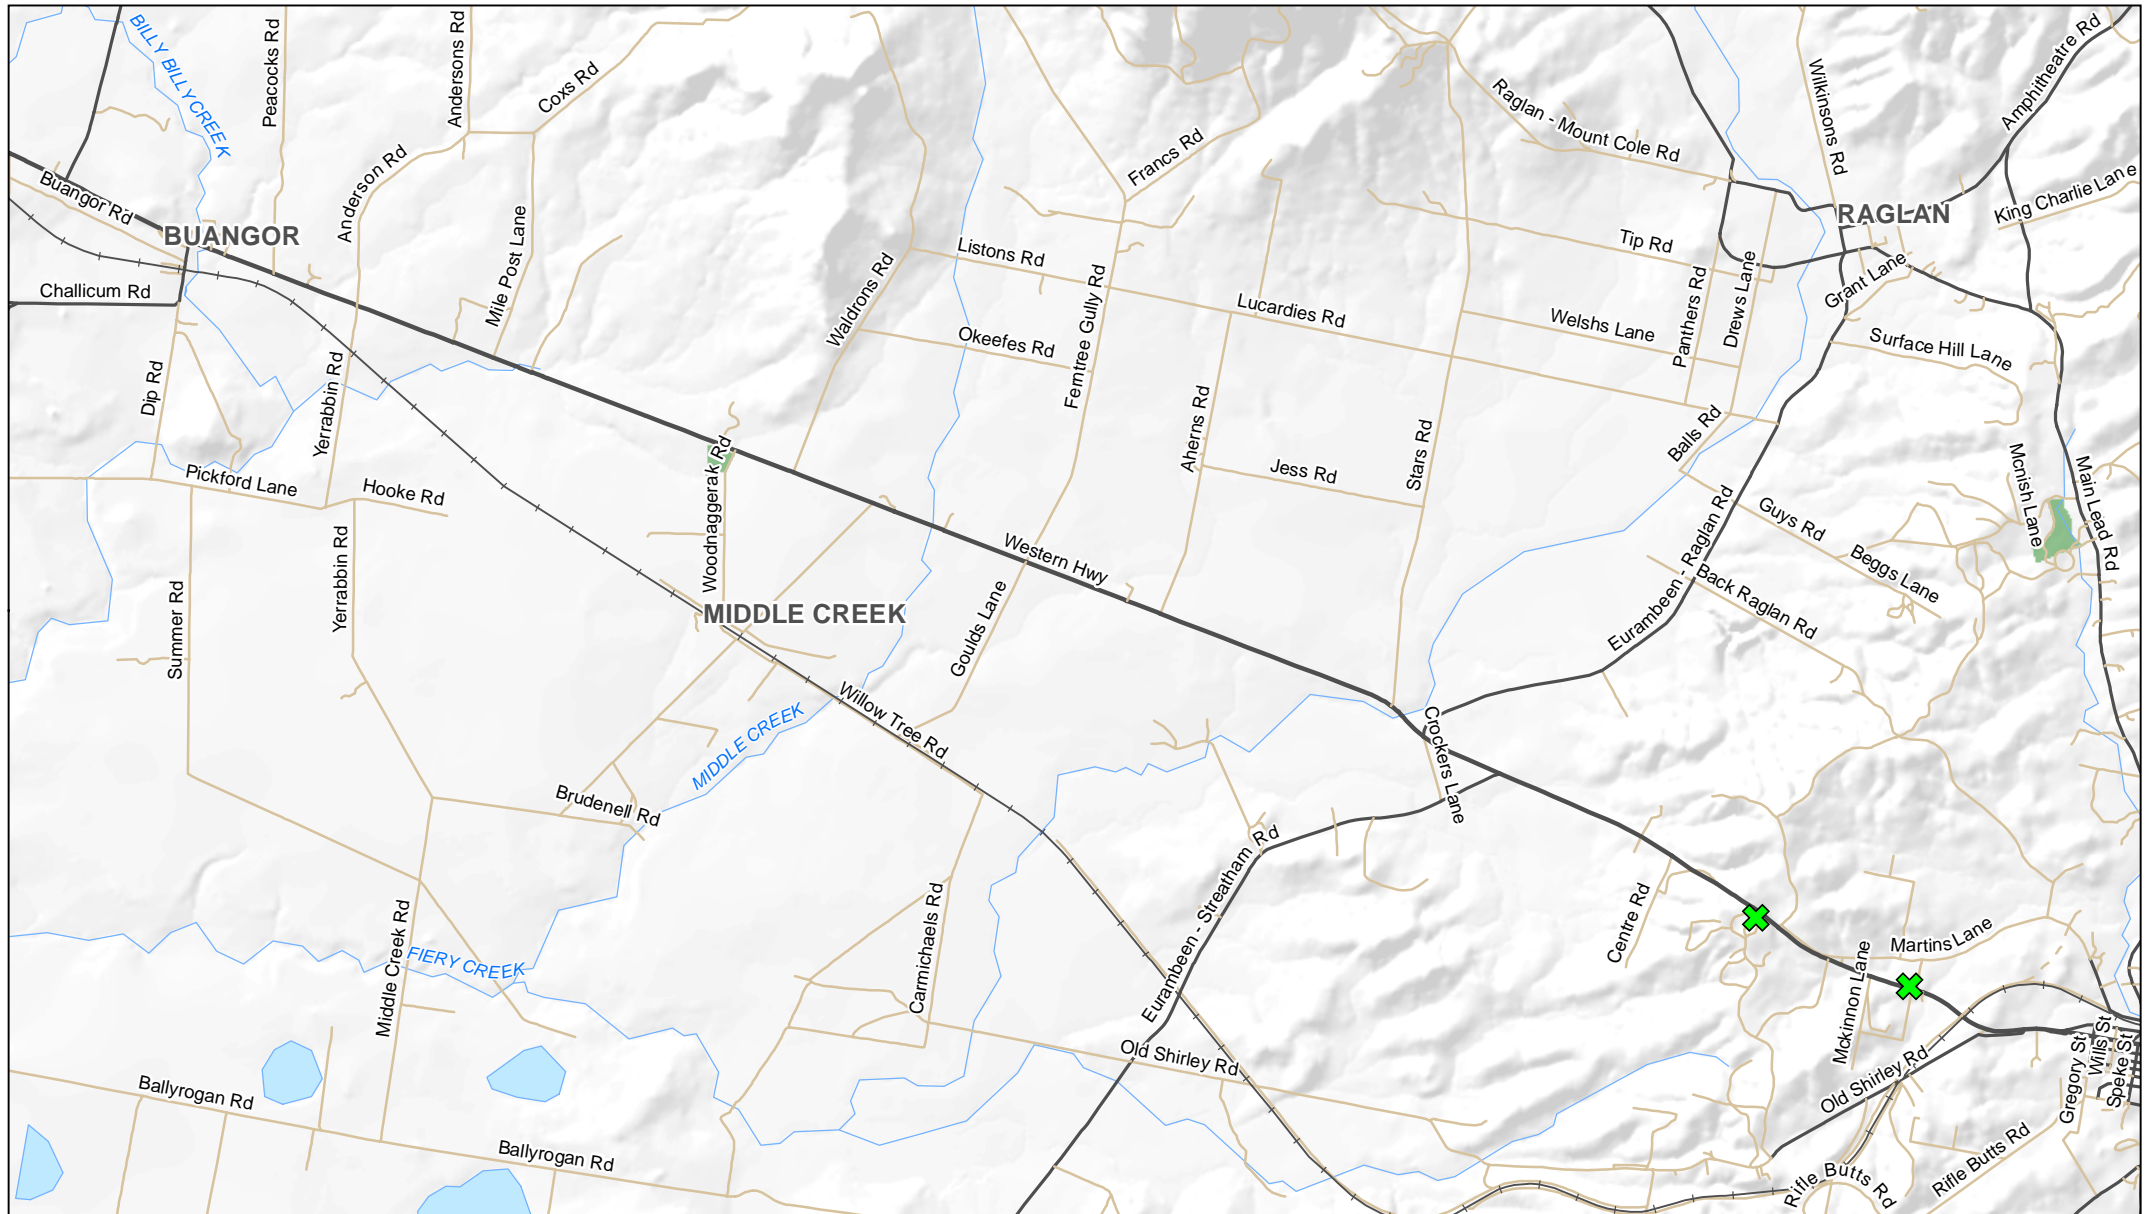 BILLY BILLY CREEK
Peacocks Rd
Andersons Rd
Coxs Rd
Anderson Rd
Mile Post Lane
Buangor Rd
BUANGOR
Challicum Rd
Dip Rd
Yerrabbin Rd
Pickford Lane
Hooke Rd
Yerrabbin Rd
Summer Rd
Francs Rd
Listons Rd
Waldrons Rd
Okeefes Rd
Ferntree Gully Rd
Lucardies Rd
Aherns Rd
Jess Rd
Stars Rd
Raglan - Mount Cole Rd
Wilkinsons Rd
Amphitheatre Rd
King Charlie Lane
RAGLAN
Tip Rd
Grant Lane
Panthers Rd
Drews Lane
Welshs Lane
Surface Hill Lane
Balls Rd
Mcnish Lane
Main Lead Rd
Guys Rd
Beggs Lane
Back Raglan Rd
Eurambeen - Raglan Rd
Woodnaggerak Rd
MIDDLE CREEK
Western Hwy
Goulds Lane
Willow Tree Rd
MIDDLE CREEK
Brudenell Rd
Crockers Lane
Eurambeen - Streatham Rd
Centre Rd
Martins Lane
Mckinnon Lane
Carmichaels Rd
Middle Creek Rd
FIERY CREEK
Old Shirley Rd
Old Shirley Rd
Gregory St
Wills St
Speke St
Ballyrogan Rd
Ballyrogan Rd
Rifle Butts Rd
Rifle Butts Rd